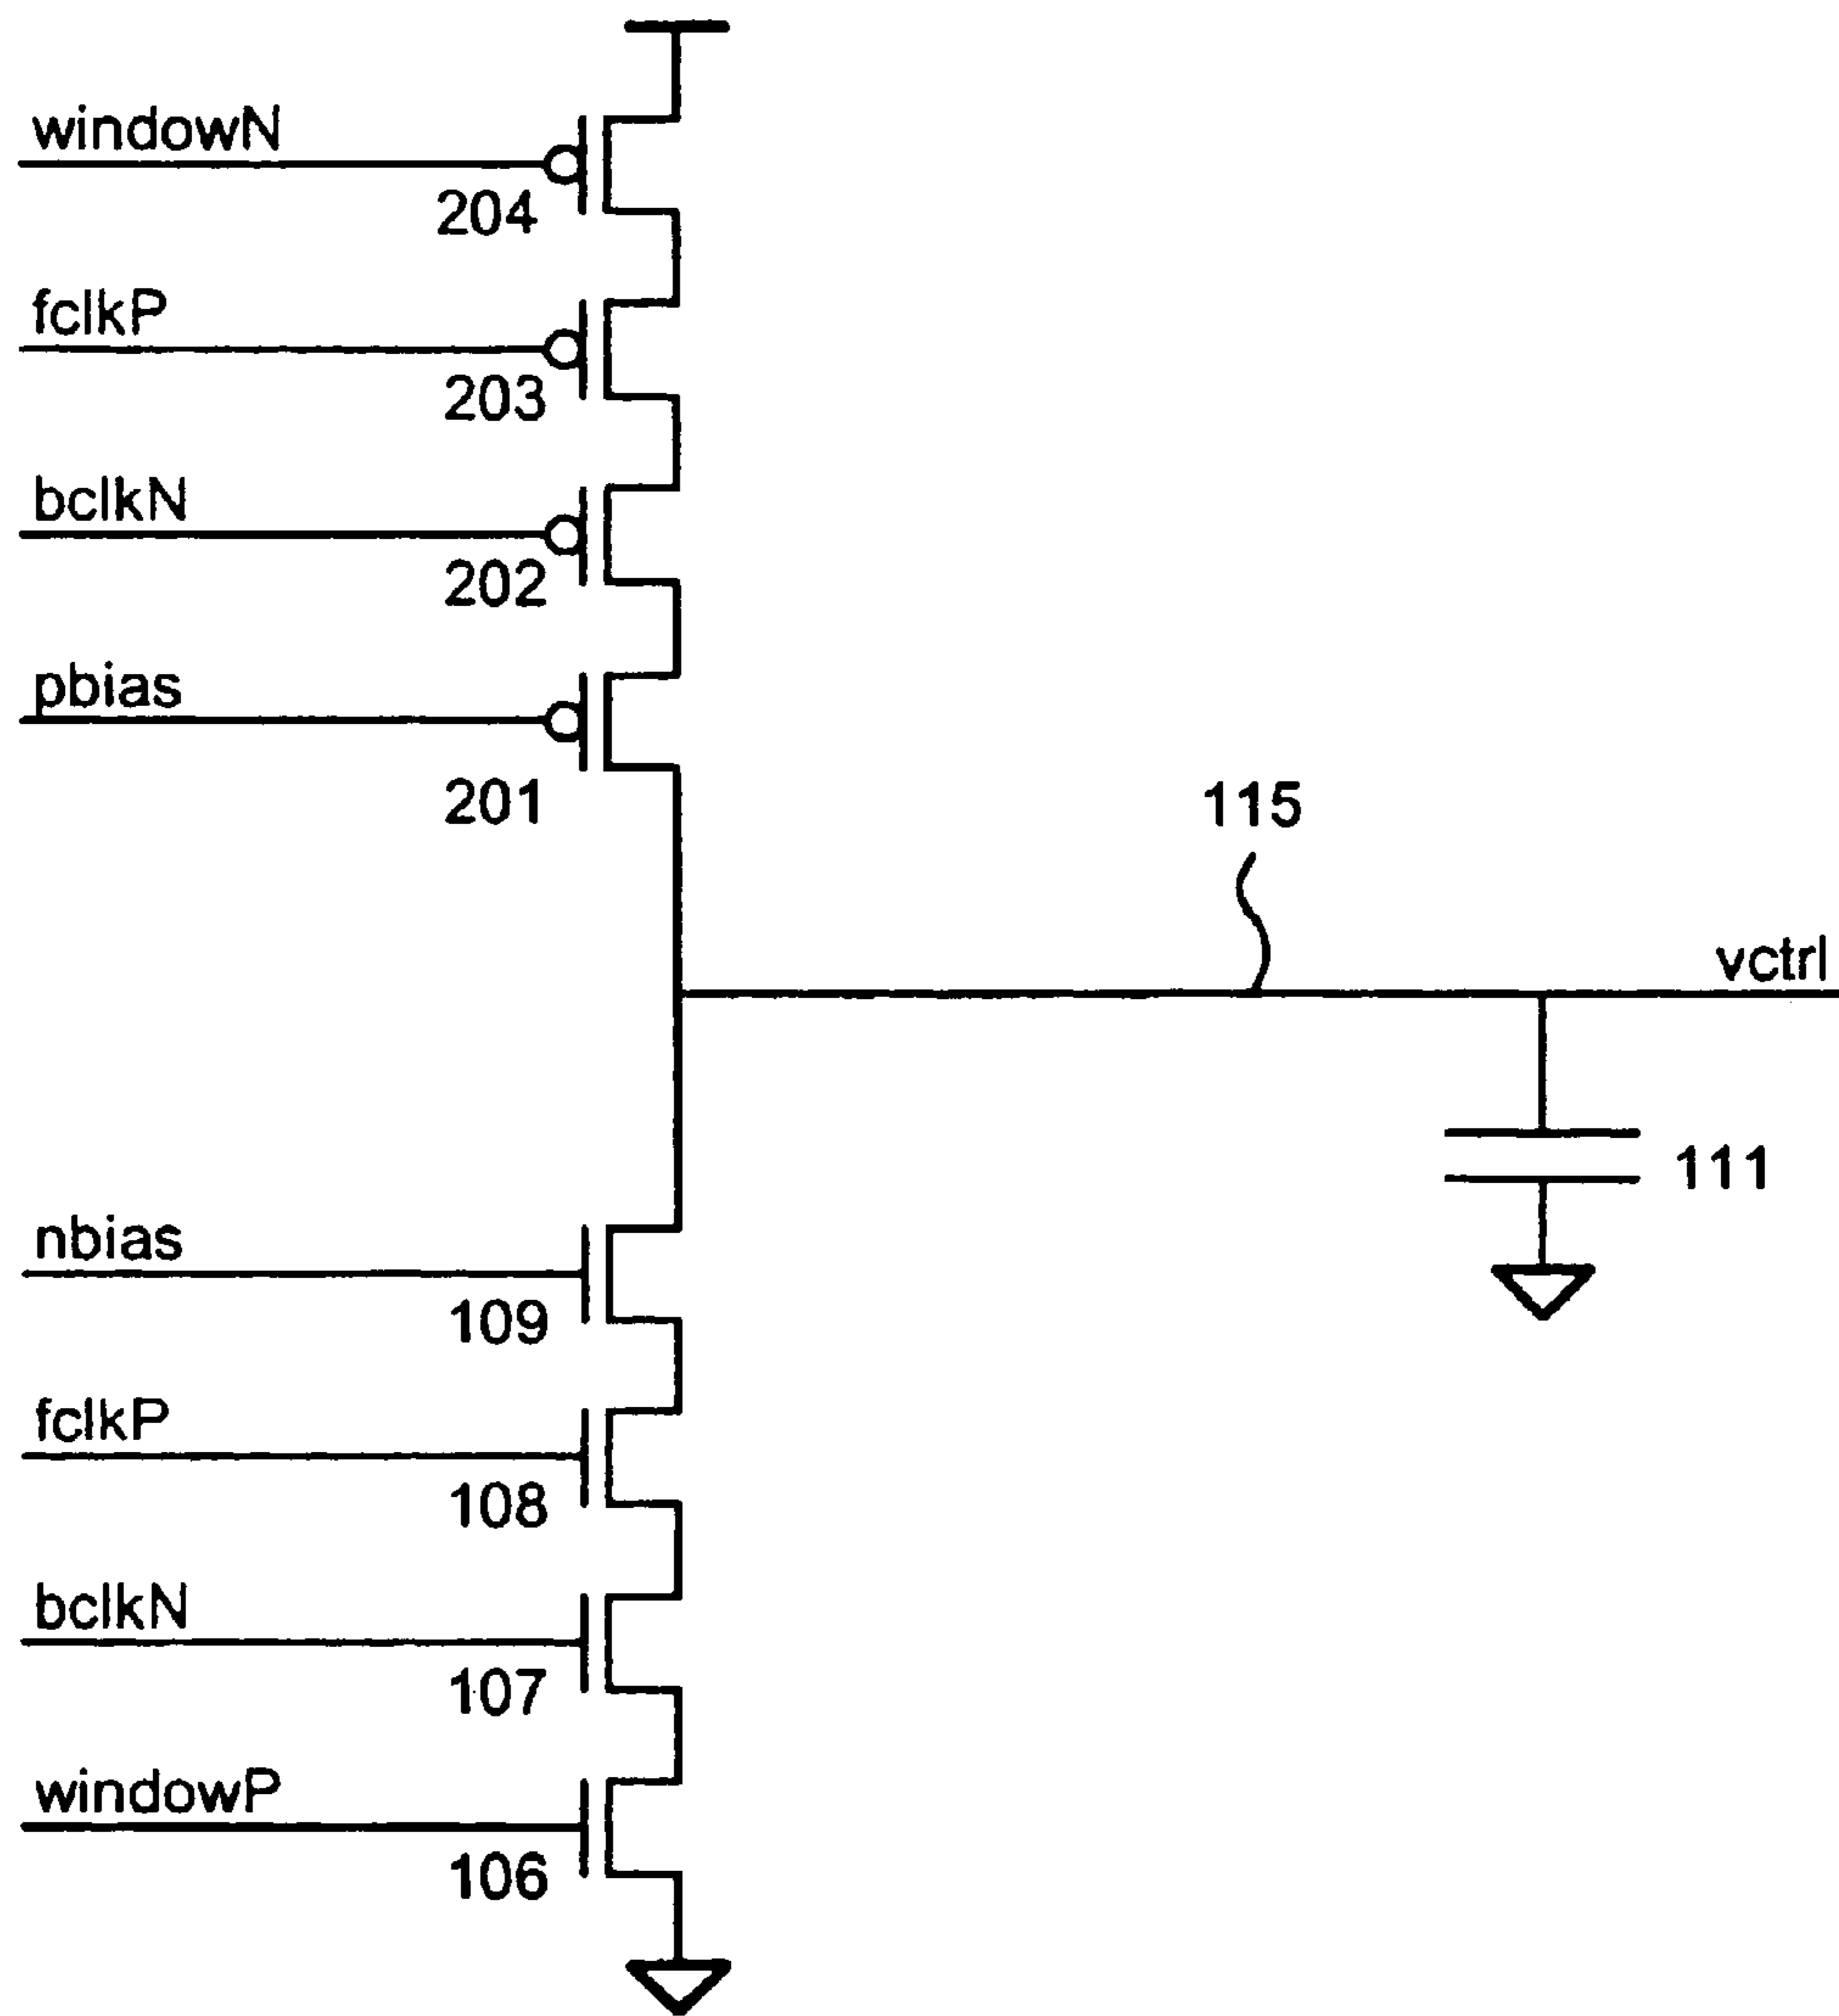 windowN
204
fclkP
203
bclkN
202
pbias
201
115
vctrl
111
nbias
109
fclkP
108
bclkN
107
windowP
106